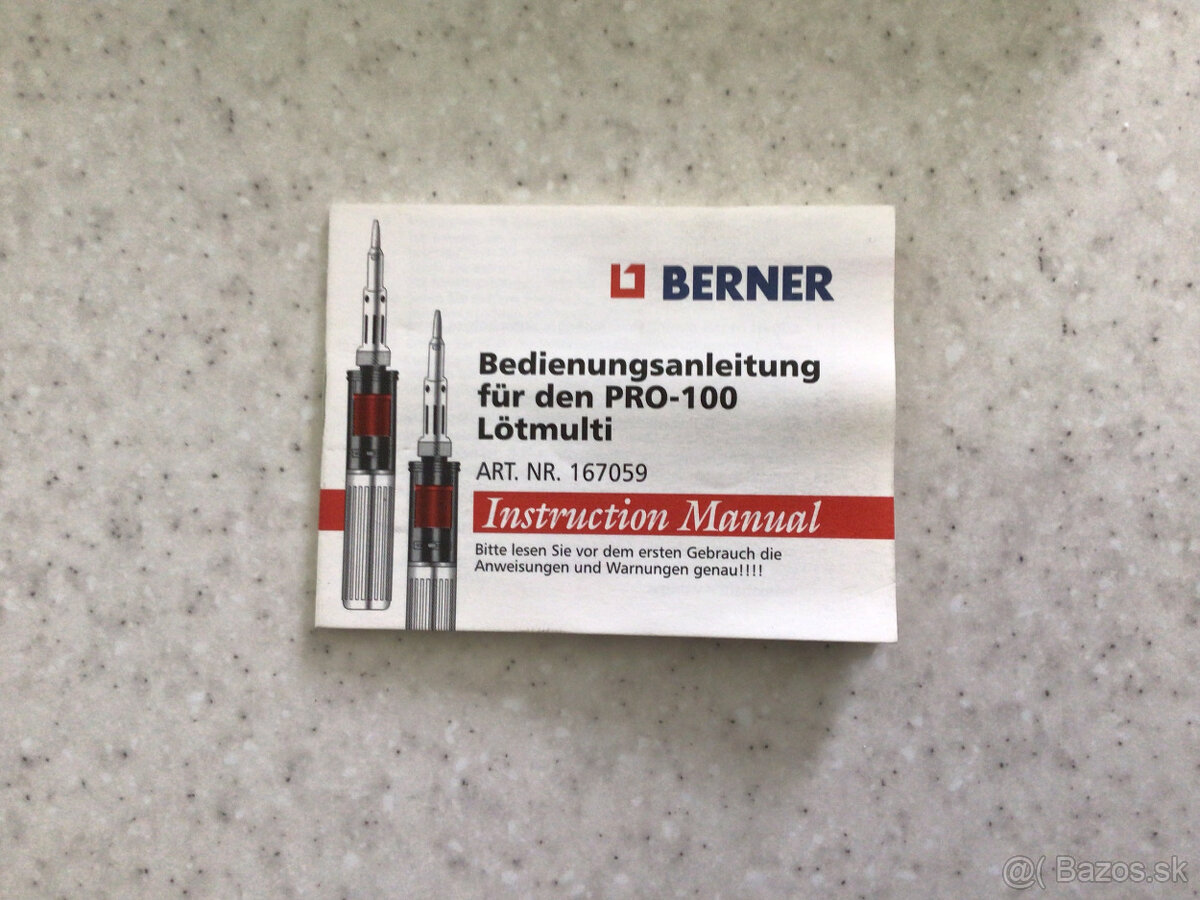 BERNER
Bedienungsanleitung
für den PRO-100
Lötmulti
ART. NR. 167059
Instruction Manual
Bitte lesen Sie vor dem ersten Gebrauch die
Anweisungen und Warnungen genau!!!!
@( Bazos.sk